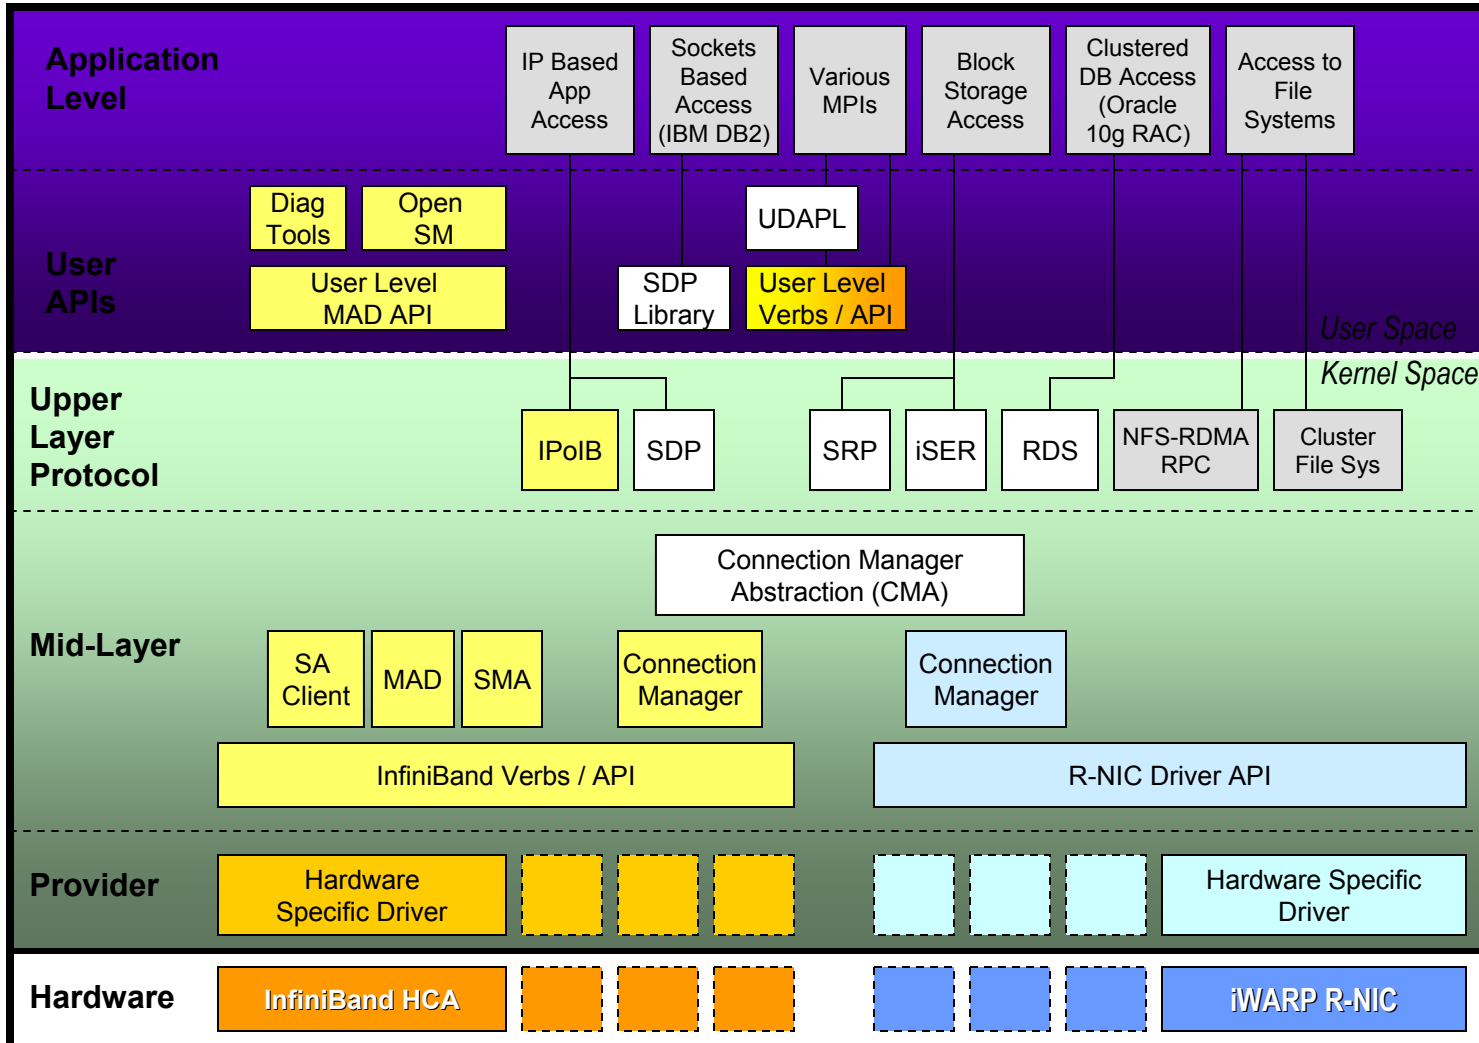 Application
Level
IP Based
App
Access
Sockets
Based
Access
(IBM DB2)
Various
MPIs
Block
Storage
Access
Clustered
DB Access
(Oracle
10g RAC)
Access to
File
Systems
User
APIs
Diag
Tools
Open
SM
User Level
MAD API
UDAPL
SDP
Library
User Level
Verbs / API
User Space
Kernel Space
Upper
Layer
Protocol
IPoIB
SDP
SRP
iSER
RDS
NFS-RDMA
RPC
Cluster
File Sys
Mid-Layer
Connection Manager
Abstraction (CMA)
SA
Client
MAD
SMA
Connection
Manager
Connection
Manager
InfiniBand Verbs / API
R-NIC Driver API
Provider
Hardware
Specific Driver
Hardware Specific
Driver
Hardware
InfiniBand HCA
iWARP R-NIC